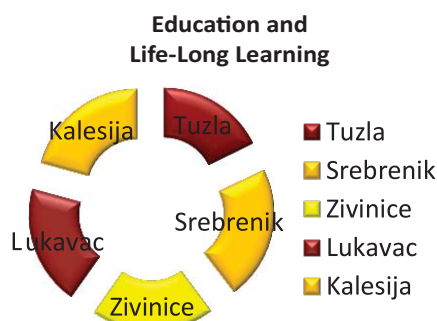 Education and
Life-Long Learning
Kalesija
Tuzla
Lukavac
Srebrenik
Zivinice
Tuzla
Srebrenik
Zivinice
Lukavac
Kalesija